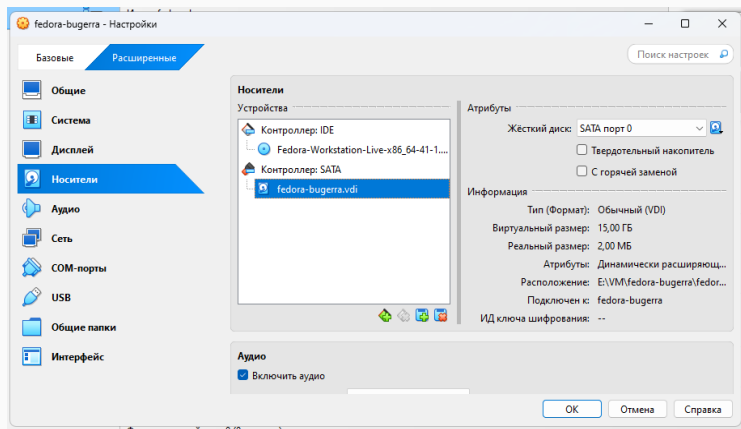 fedora-bugerra - Настройки
Базовые
Расширенные
Поиск настроек
Общие
Система
Дисплей
Носители
Аудио
Сеть
COM-порты
USB
Общие папки
Интерфейс
Носители
Устройства
Контроллер: IDE
Fedora-Workstation-Live-x86_64-41-1....
Контроллер: SATA
fedora-bugerra.vdi
Атрибуты
Жёсткий диск: SATA порт 0
Твердотельный накопитель
С горячей заменой
Информация
Тип (Формат): Обычный (VDI)
Виртуальный размер: 15,00 ГБ
Реальный размер: 2,00 МБ
Атрибуты: Динамически расширяющ...
Расположение: E:\VM\fedora-bugerra\fedor...
Подключен к: fedora-bugerra
ИД ключа шифрования: --
Аудио
Включить аудио
OK
Отмена
Справка